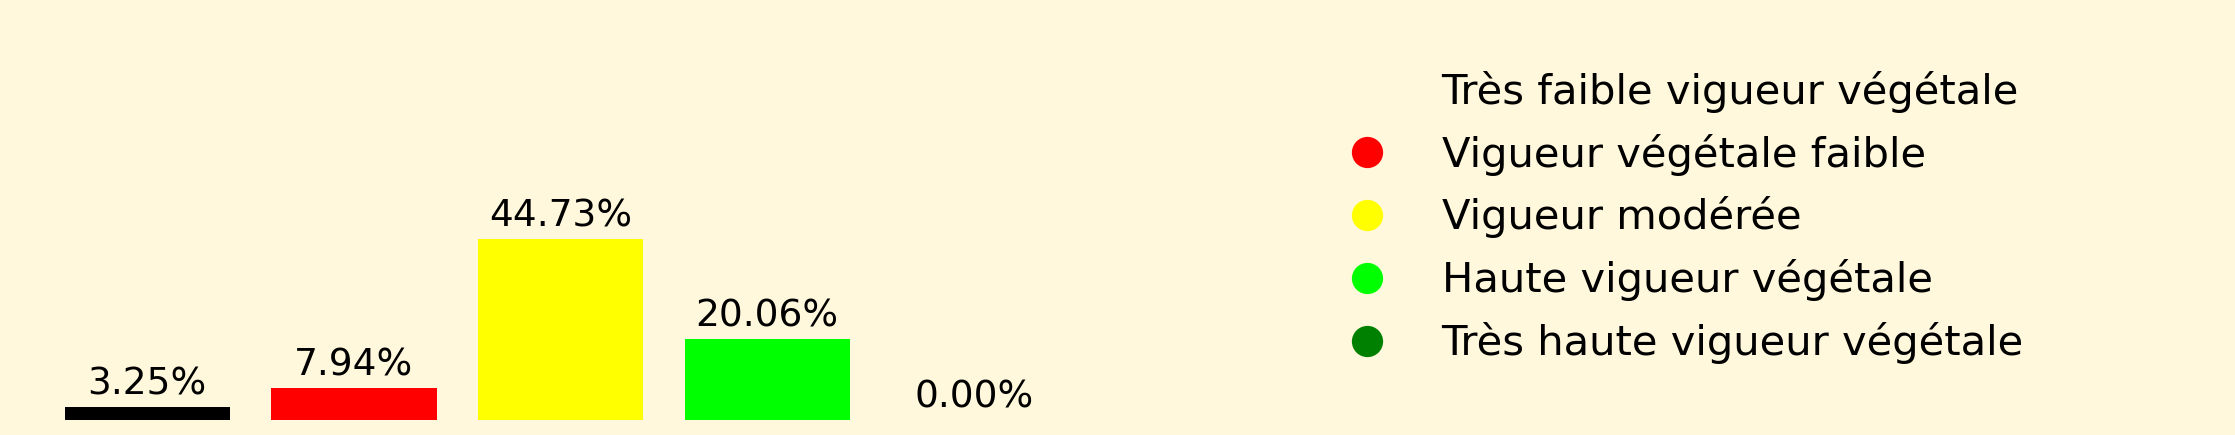 3.25%
7.94%
44.73%
20.06%
0.00%
Très faible vigueur végétale
Vigueur végétale faible
Vigueur modérée
Haute vigueur végétale
Très haute vigueur végétale